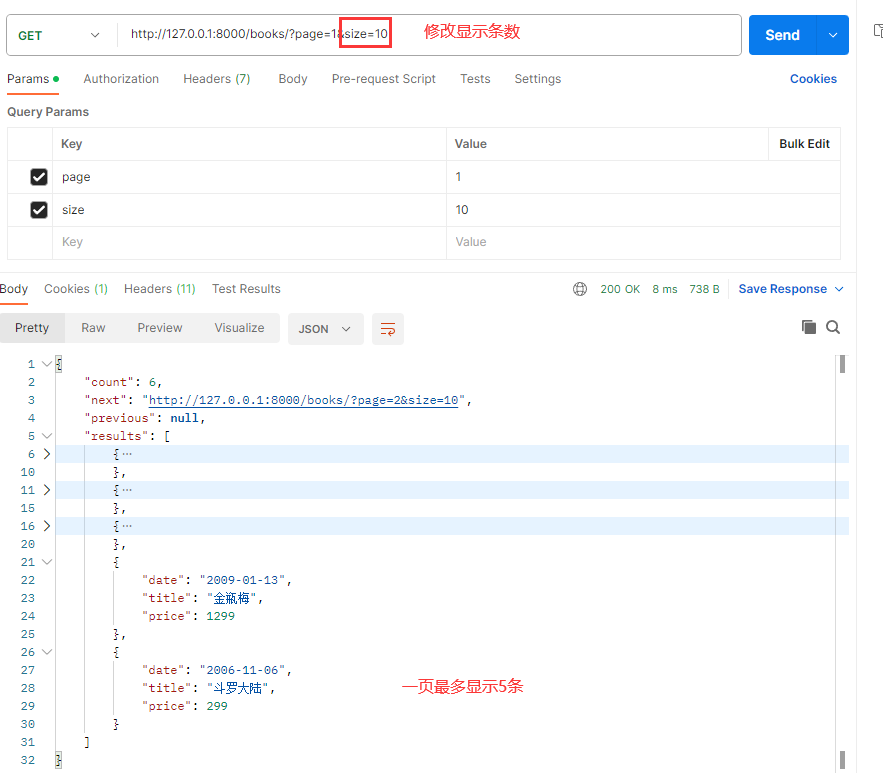 GET http://127.0.0.1:8000/books/?page=1&size=10 修改显示条数 Send
Params Authorization Headers (7) Body Pre-request Script Tests Settings Cookies
Query Params
Key Value Bulk Edit
page 1
size 10
Key Value
Body Cookies (1) Headers (11) Test Results 200 OK 8 ms 738 B Save Response
Pretty Raw Preview Visualize JSON
1 {
2 "count": 6,
3 "next": "http://127.0.0.1:8000/books/?page=2&size=10",
4 "previous": null,
5 "results": [
6 {⋯
10 },
11 {⋯
15 },
16 {⋯
20 },
21 {
22 "date": "2009-01-13",
23 "title": "金瓶梅",
24 "price": 1299
25 },
26 {
27 "date": "2006-11-06",
28 "title": "斗罗大陆", 一页最多显示5条
29 "price": 299
30 }
31 ]
32 }